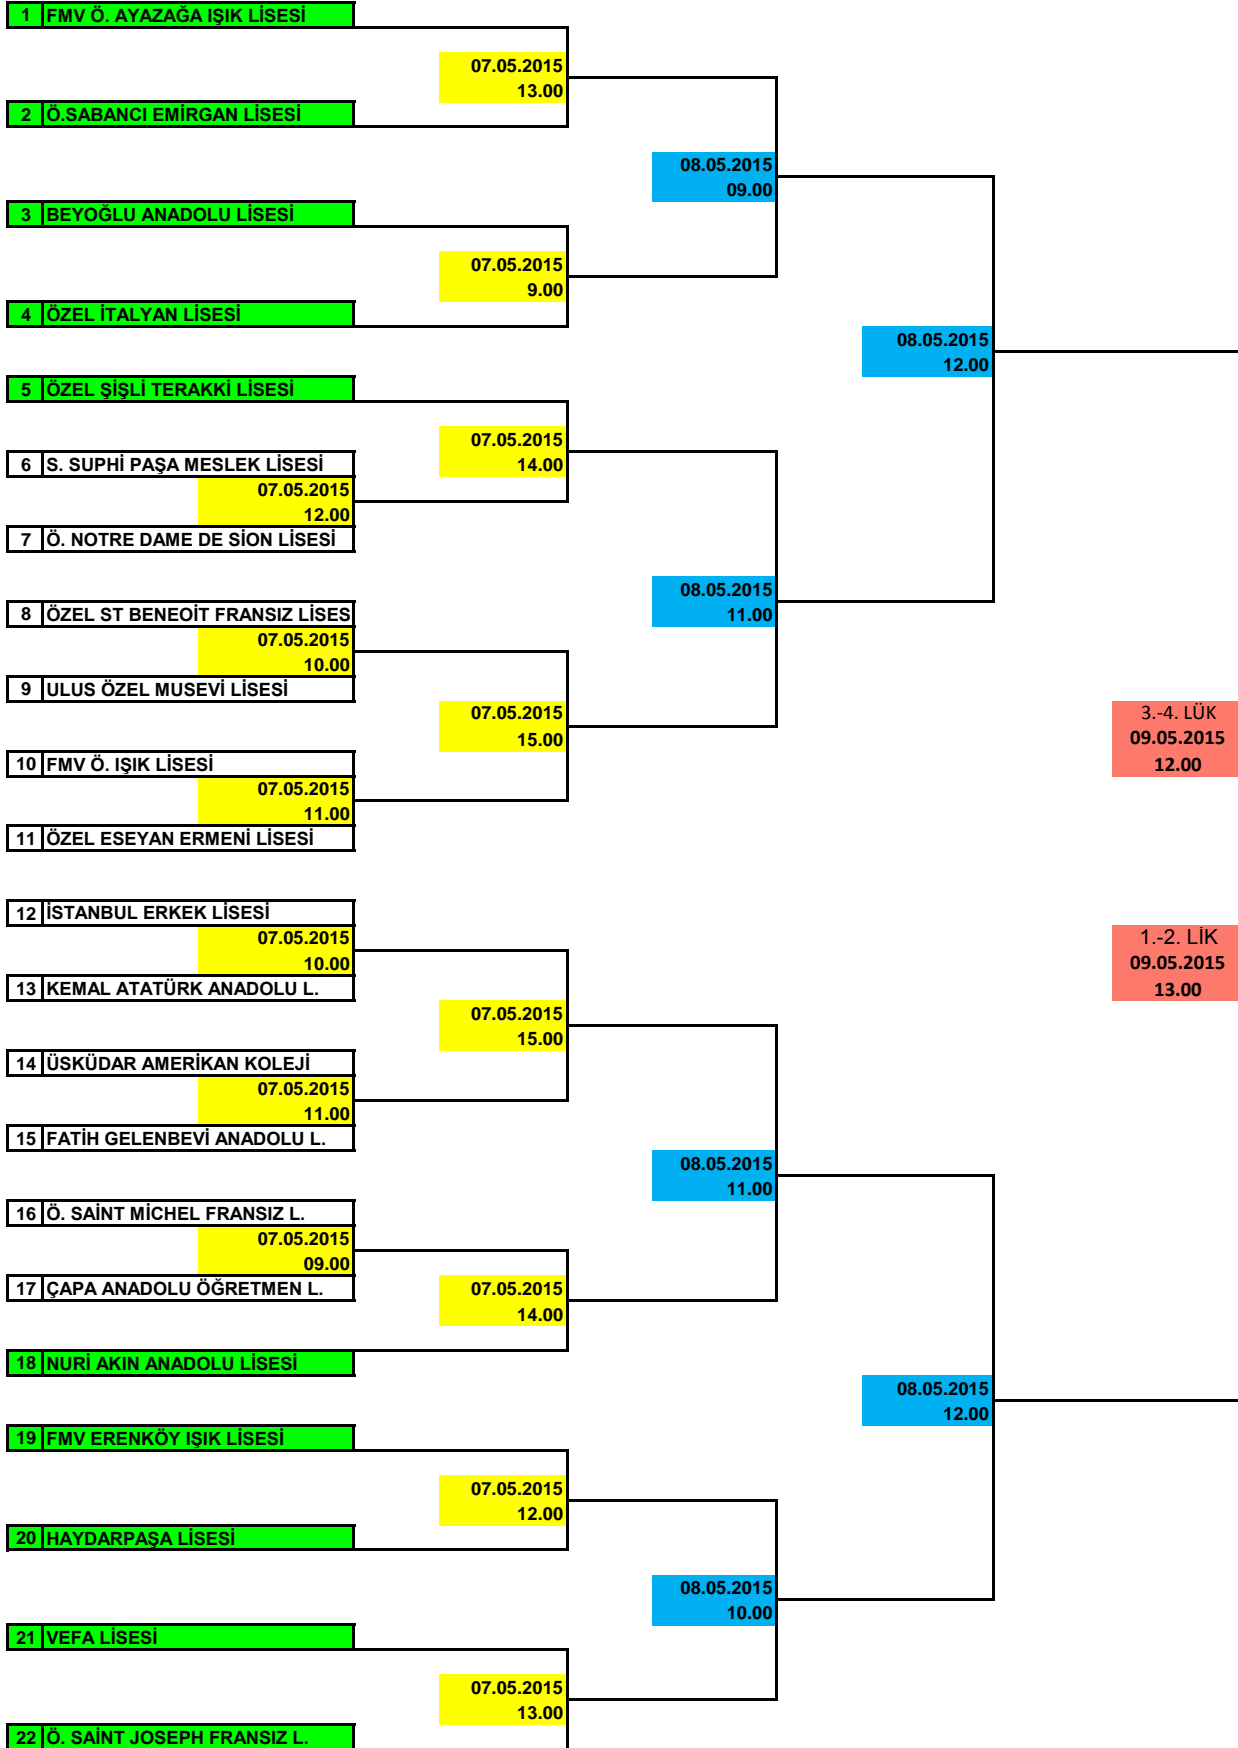 1 FMV Ö. AYAZAĞA IŞIK LİSESİ
07.05.2015
13.00
2 Ö.SABANCI EMİRGAN LİSESİ
08.05.2015
09.00
3 BEYOĞLU ANADOLU LİSESİ
07.05.2015
9.00
4 ÖZEL İTALYAN LİSESİ
08.05.2015
12.00
5 ÖZEL ŞİŞLİ TERAKKİ LİSESİ
07.05.2015
14.00
6 S. SUPHİ PAŞA MESLEK LİSESİ
07.05.2015
12.00
7 Ö. NOTRE DAME DE SİON LİSESİ
08.05.2015
11.00
8 ÖZEL ST BENEOİT FRANSIZ LİSES
07.05.2015
10.00
9 ULUS ÖZEL MUSEVİ LİSESİ
07.05.2015
15.00
3.-4. LÜK
09.05.2015
12.00
10 FMV Ö. IŞIK LİSESİ
07.05.2015
11.00
11 ÖZEL ESEYAN ERMENİ LİSESİ
12 İSTANBUL ERKEK LİSESİ
07.05.2015
10.00
1.-2. LİK
09.05.2015
13.00
13 KEMAL ATATÜRK ANADOLU L.
07.05.2015
15.00
14 ÜSKÜDAR AMERİKAN KOLEJİ
07.05.2015
11.00
15 FATİH GELENBEVİ ANADOLU L.
08.05.2015
11.00
16 Ö. SAİNT MİCHEL FRANSIZ L.
07.05.2015
09.00
17 ÇAPA ANADOLU ÖĞRETMEN L.
07.05.2015
14.00
18 NURİ AKIN ANADOLU LİSESİ
08.05.2015
12.00
19 FMV ERENKÖY IŞIK LİSESİ
07.05.2015
12.00
20 HAYDARPAŞA LİSESİ
08.05.2015
10.00
21 VEFA LİSESİ
07.05.2015
13.00
22 Ö. SAİNT JOSEPH FRANSIZ L.